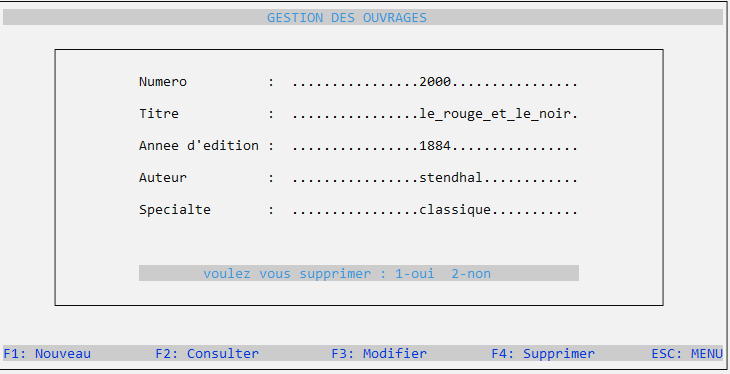 GESTION DES OUVRAGES
Numero : ................2000................
Titre : ................le_rouge_et_le_noir.
Annee d'edition : ................1884................
Auteur : ................stendhal............
Specialte : ................classique...........
voulez vous supprimer : 1-oui 2-non
F1: Nouveau F2: Consulter F3: Modifier F4: Supprimer ESC: MENU